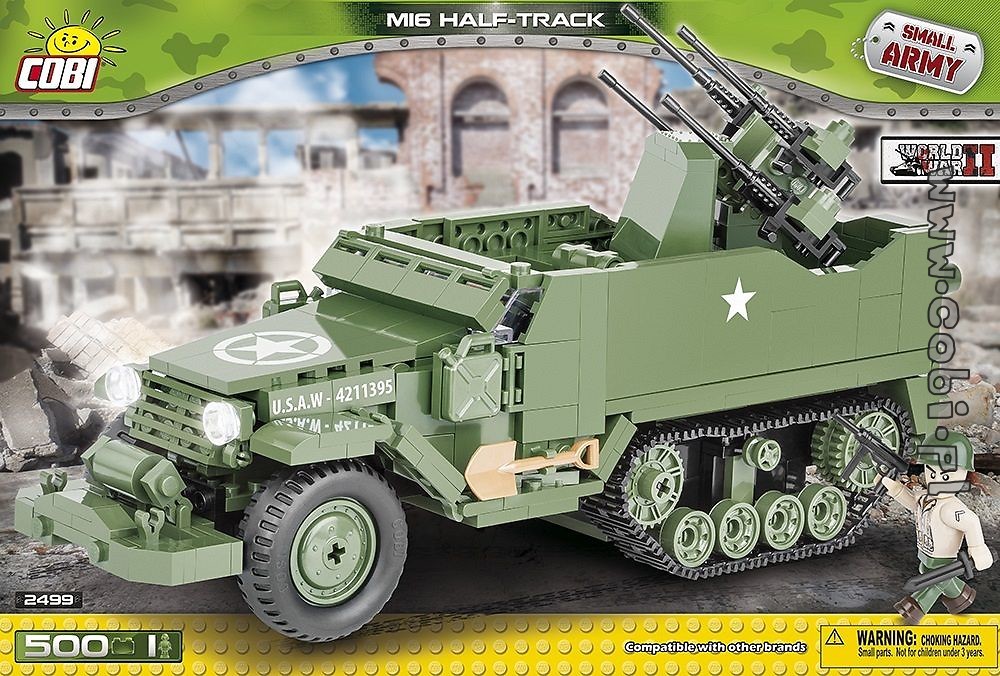 M16 HALF-TRACK
COBI
SMALL
ARMY
WORLD
WAR II
www.cobi.pl
U.S.A.W - 4211395
COBI
2499
500 1
Compatible with other brands
WARNING: CHOKING HAZARD.
Small parts. Not for children under 3 years.